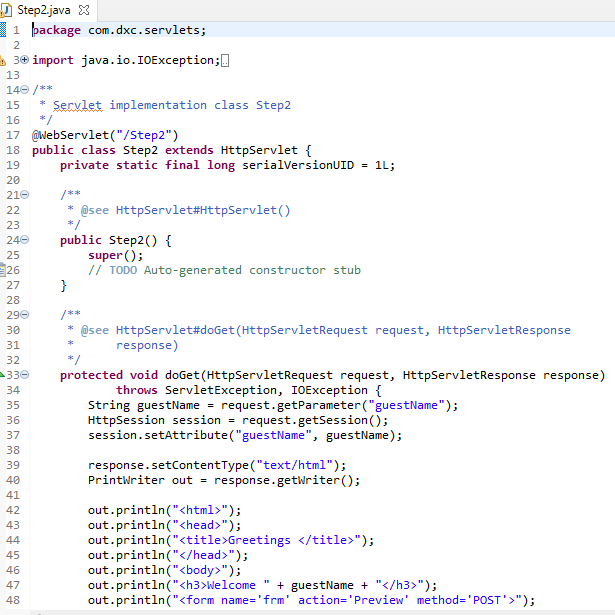 Step2.java
1 package com.dxc.servlets;
2
3 import java.io.IOException;
13
14 /**
15 * Servlet implementation class Step2
16 */
17 @WebServlet("/Step2")
18 public class Step2 extends HttpServlet {
19 private static final long serialVersionUID = 1L;
20
21 /**
22 * @see HttpServlet#HttpServlet()
23 */
24 public Step2() {
25 super();
26 // TODO Auto-generated constructor stub
27 }
28
29 /**
30 * @see HttpServlet#doGet(HttpServletRequest request, HttpServletResponse
31 * response)
32 */
33 protected void doGet(HttpServletRequest request, HttpServletResponse response)
34 throws ServletException, IOException {
35 String guestName = request.getParameter("guestName");
36 HttpSession session = request.getSession();
37 session.setAttribute("guestName", guestName);
38
39 response.setContentType("text/html");
40 PrintWriter out = response.getWriter();
41
42 out.println("<html>");
43 out.println("<head>");
44 out.println("<title>Greetings </title>");
45 out.println("</head>");
46 out.println("<body>");
47 out.println("<h3>Welcome " + guestName + "</h3>");
48 out.println("<form name='frm' action='Preview' method='POST'>");